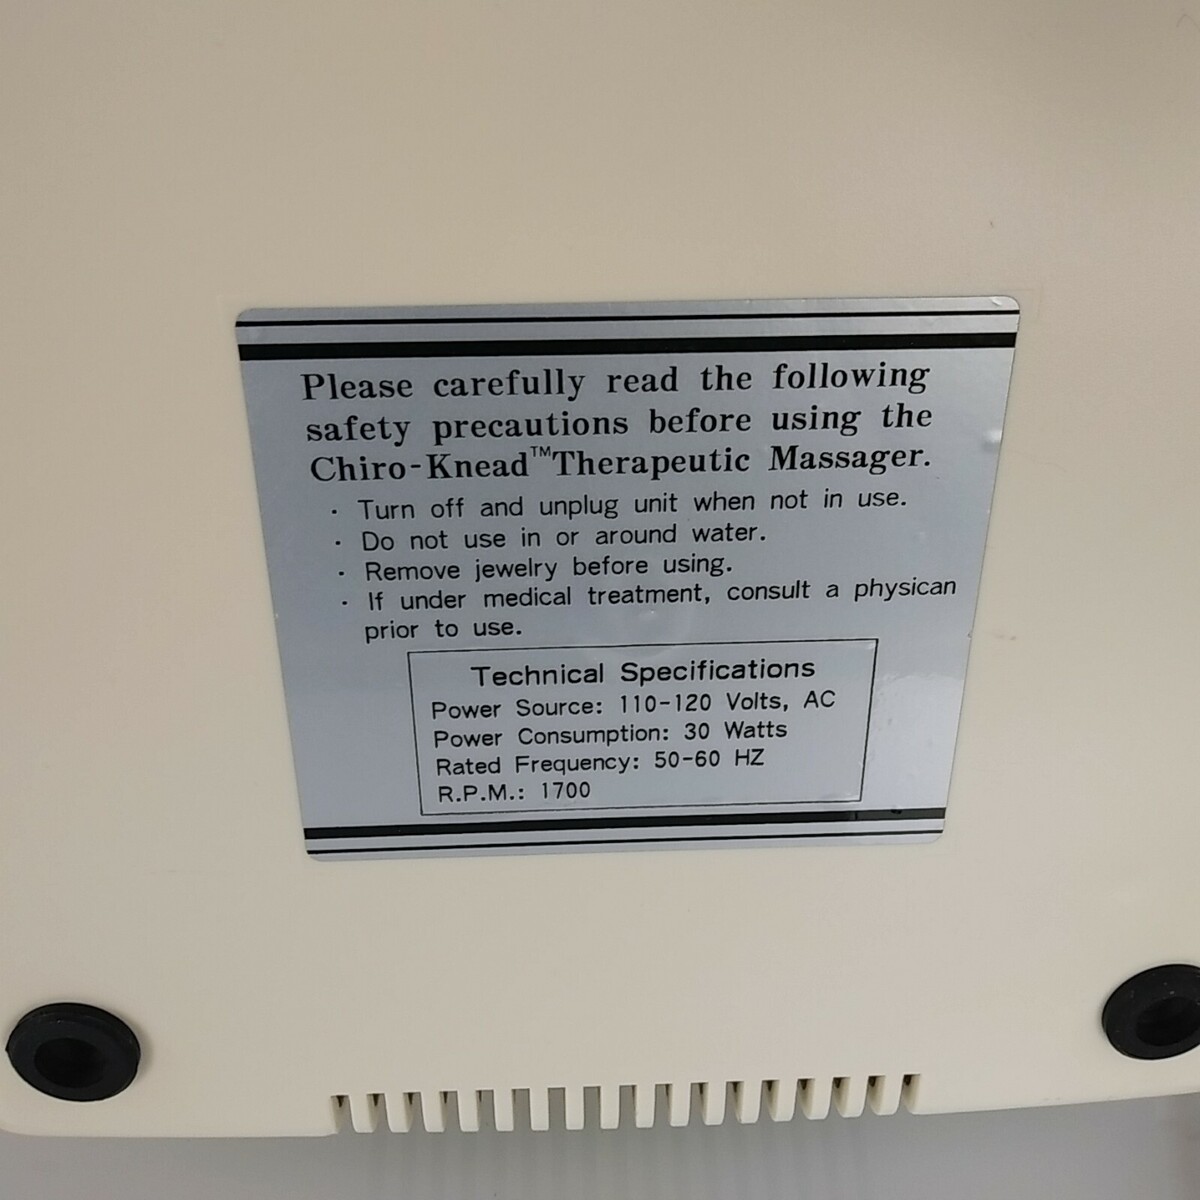 Please carefully read the following
safety precautions before using the
Chiro-Knead™ Therapeutic Massager.
· Turn off and unplug unit when not in use.
· Do not use in or around water.
· Remove jewelry before using.
· If under medical treatment, consult a physican
prior to use.
Technical Specifications
Power Source: 110-120 Volts, AC
Power Consumption: 30 Watts
Rated Frequency: 50-60 HZ
R.P.M.: 1700